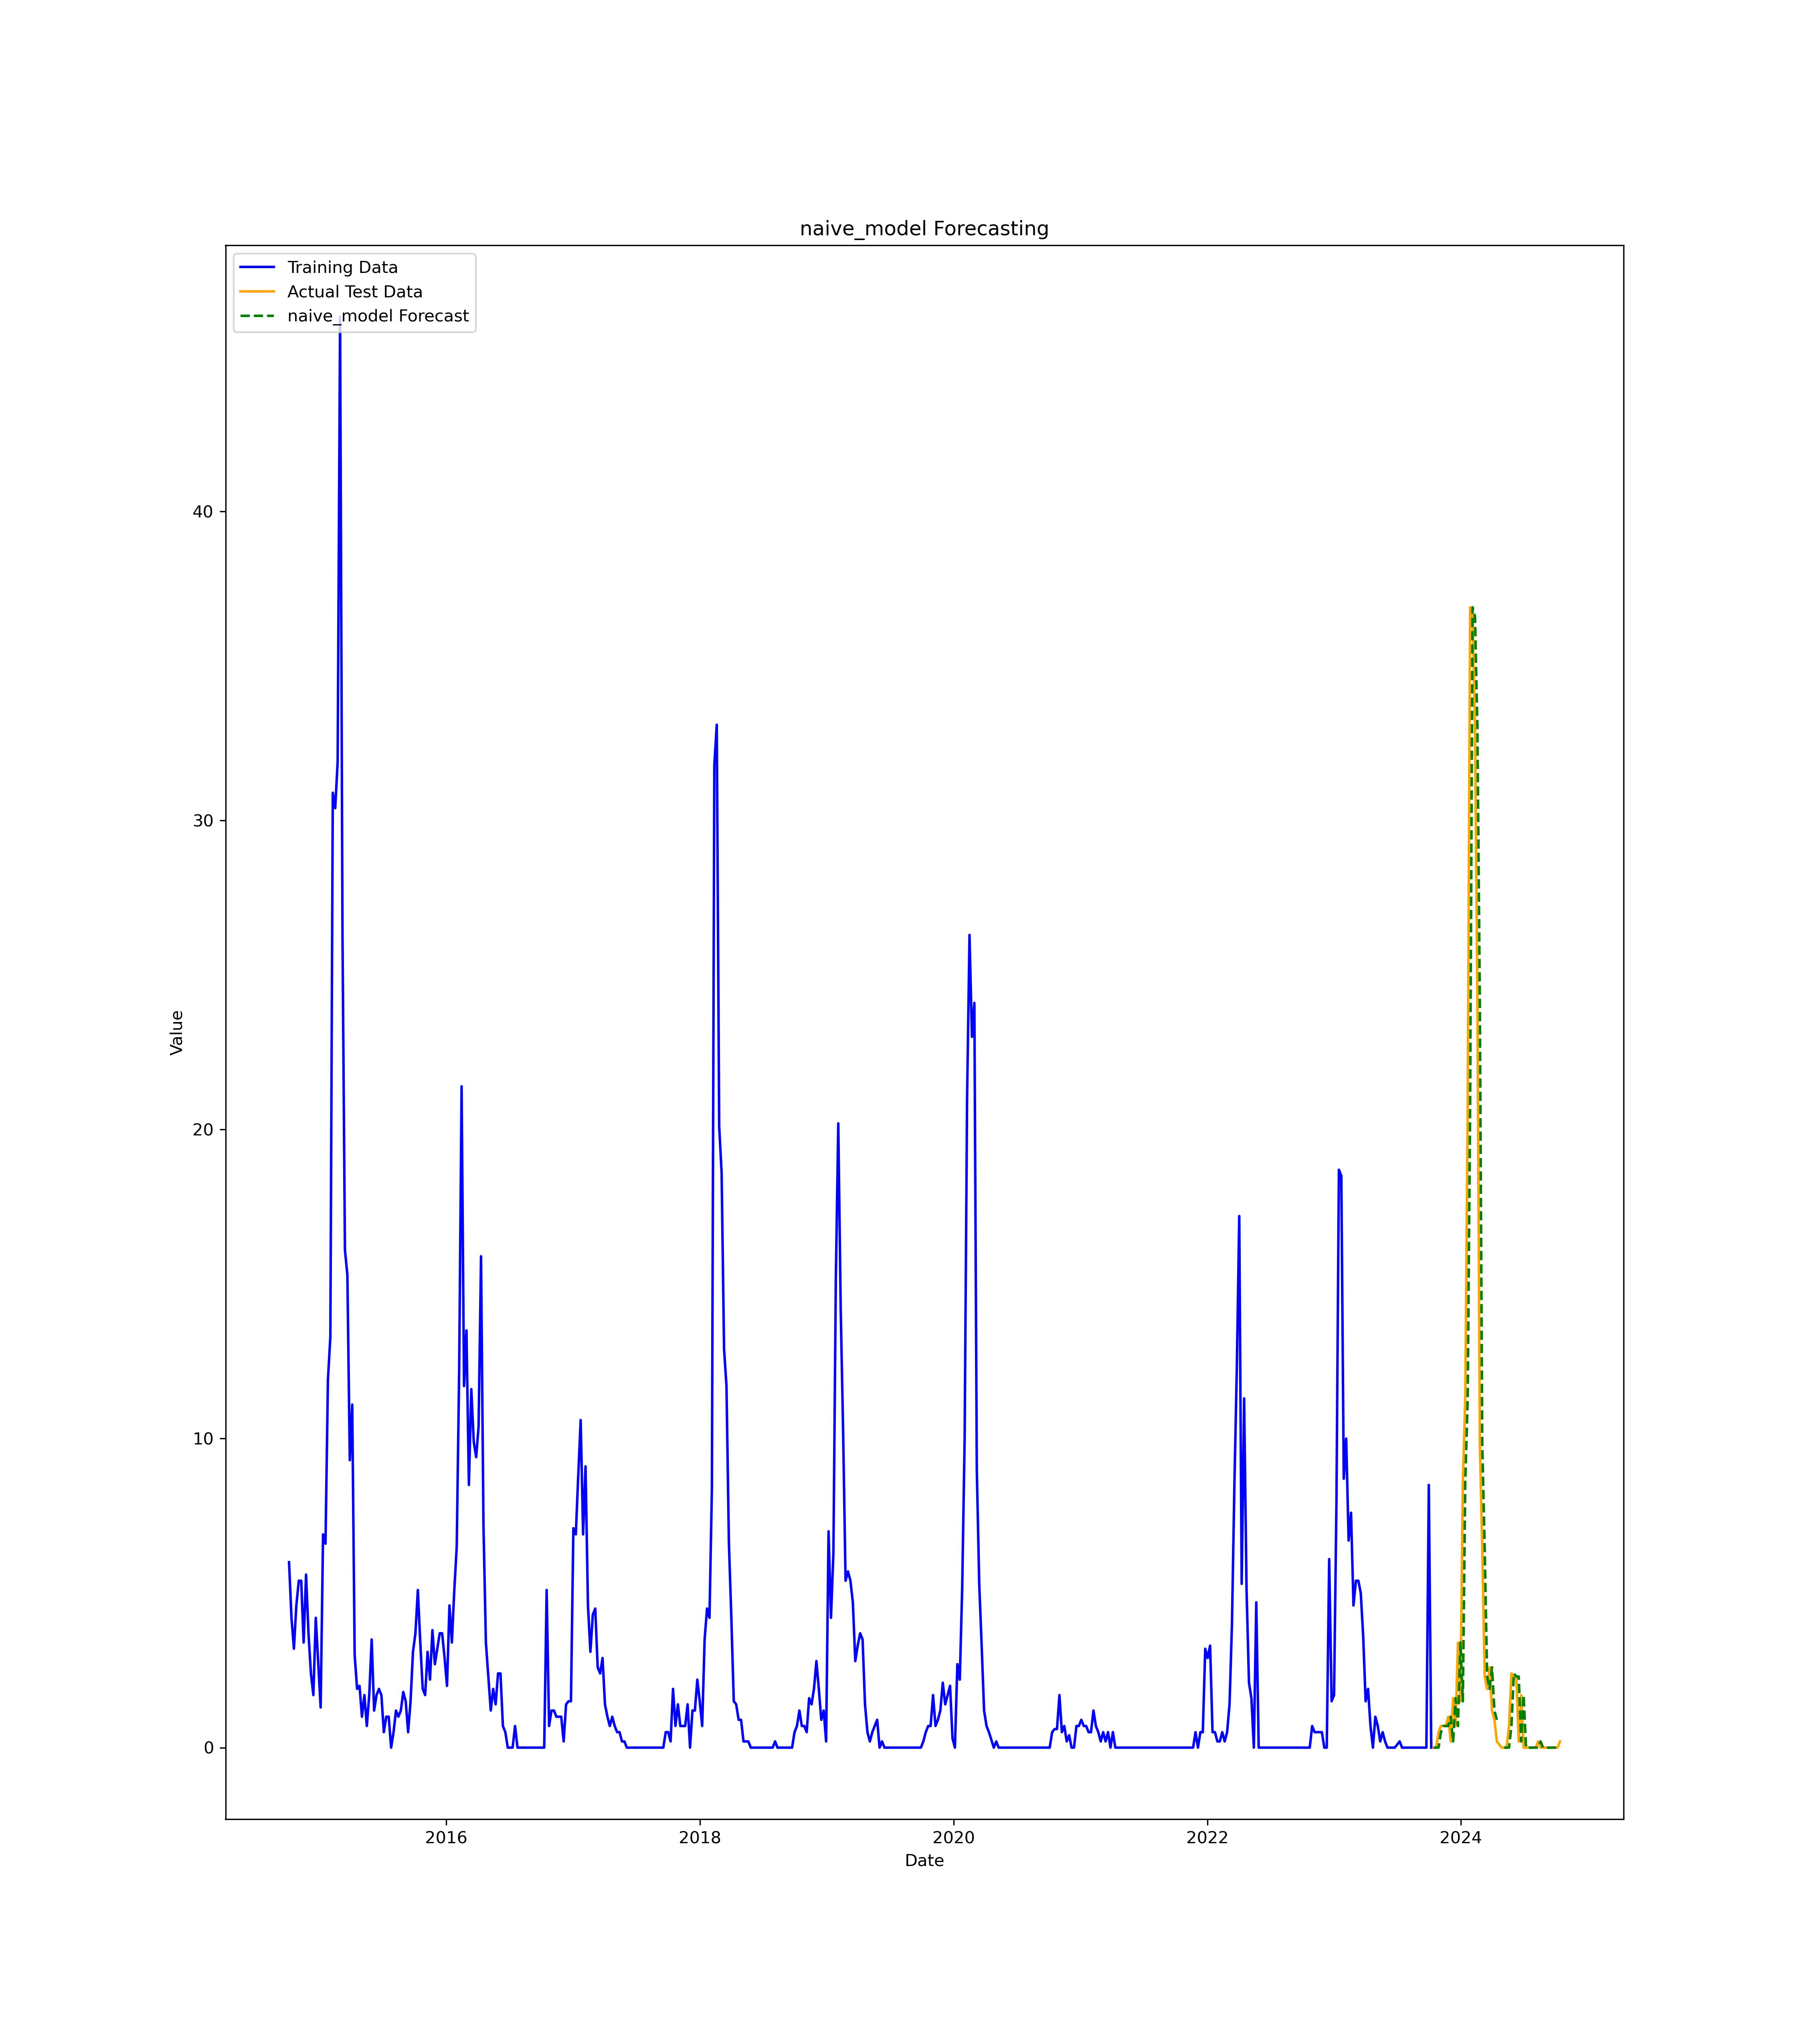 naive_model Forecasting
Training Data
Actual Test Data
naive_model Forecast
40
30
20
10
0
Value
2016
2018
2020
2022
2024
Date